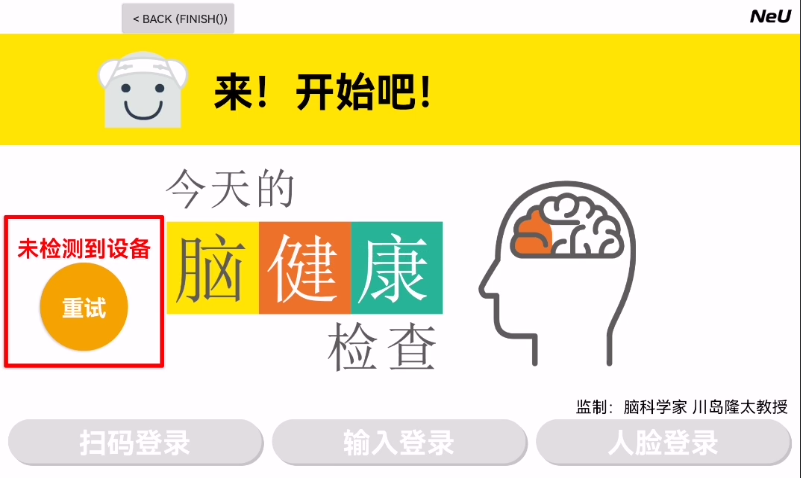 < BACK (FINISH())
NeU
来！开始吧！
今天的
脑健康
检查
未检测到设备
重试
监制：脑科学家 川岛隆太教授
扫码登录
输入登录
人脸登录